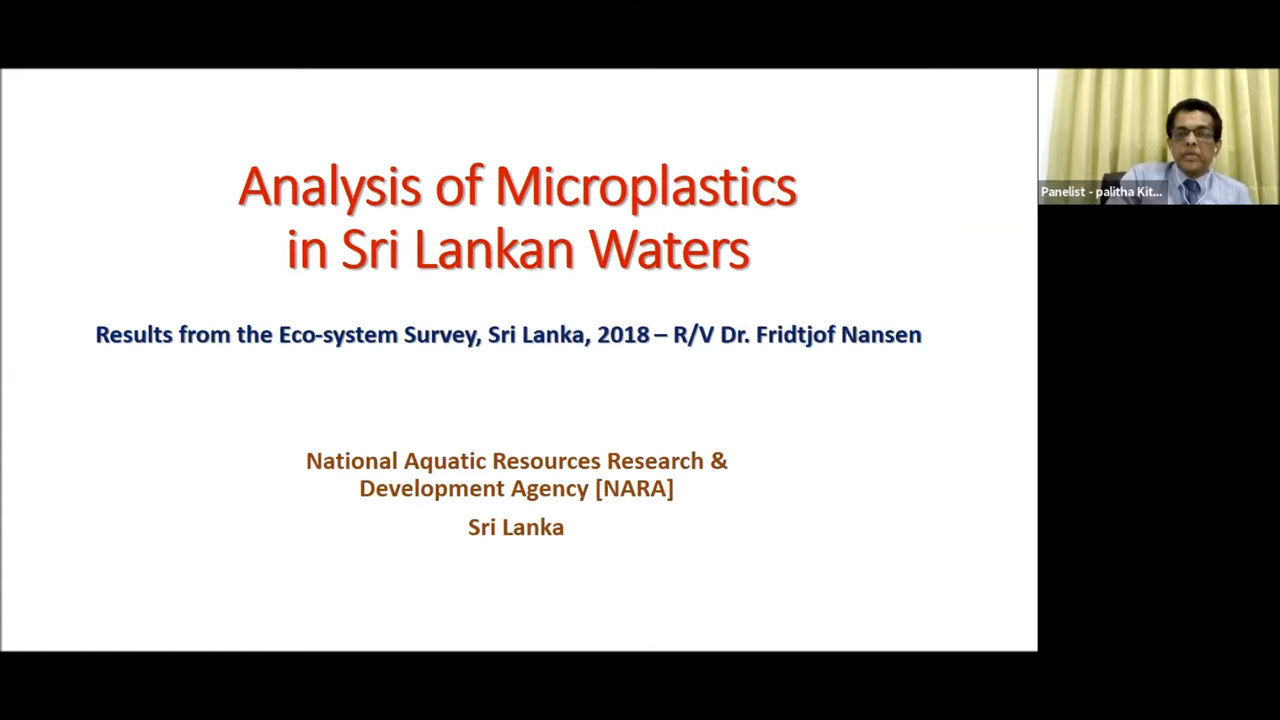 Analysis of Microplastics
in Sri Lankan Waters
Results from the Eco-system Survey, Sri Lanka, 2018 – R/V Dr. Fridtjof Nansen
National Aquatic Resources Research &
Development Agency [NARA]
Sri Lanka
Panelist - palitha Kit...